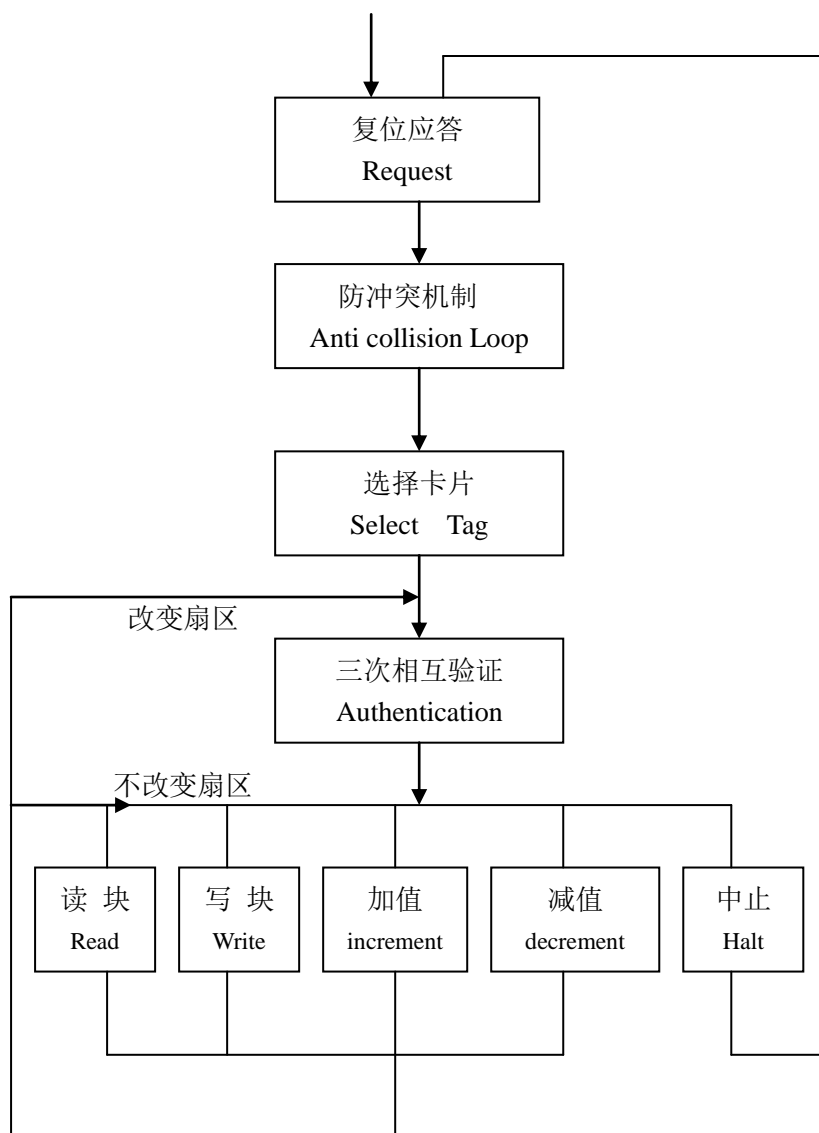 复位应答
Request
防冲突机制
Anti collision Loop
选择卡片
Select Tag
改变扇区
三次相互验证
Authentication
不改变扇区
读 块
Read
写 块
Write
加值
increment
减值
decrement
中止
Halt